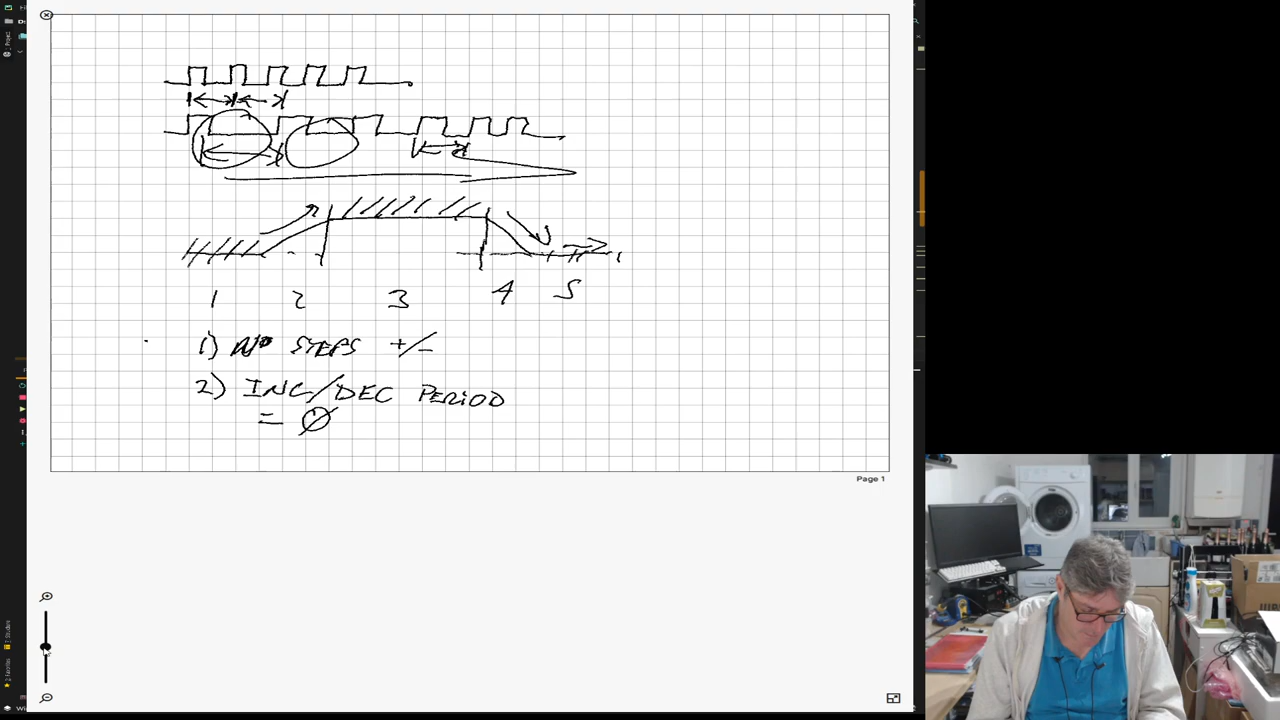 1 2 3 4 5
1) Nº STEPS +/-
2) INC/DEC PERIOD
= Ø
Page 1